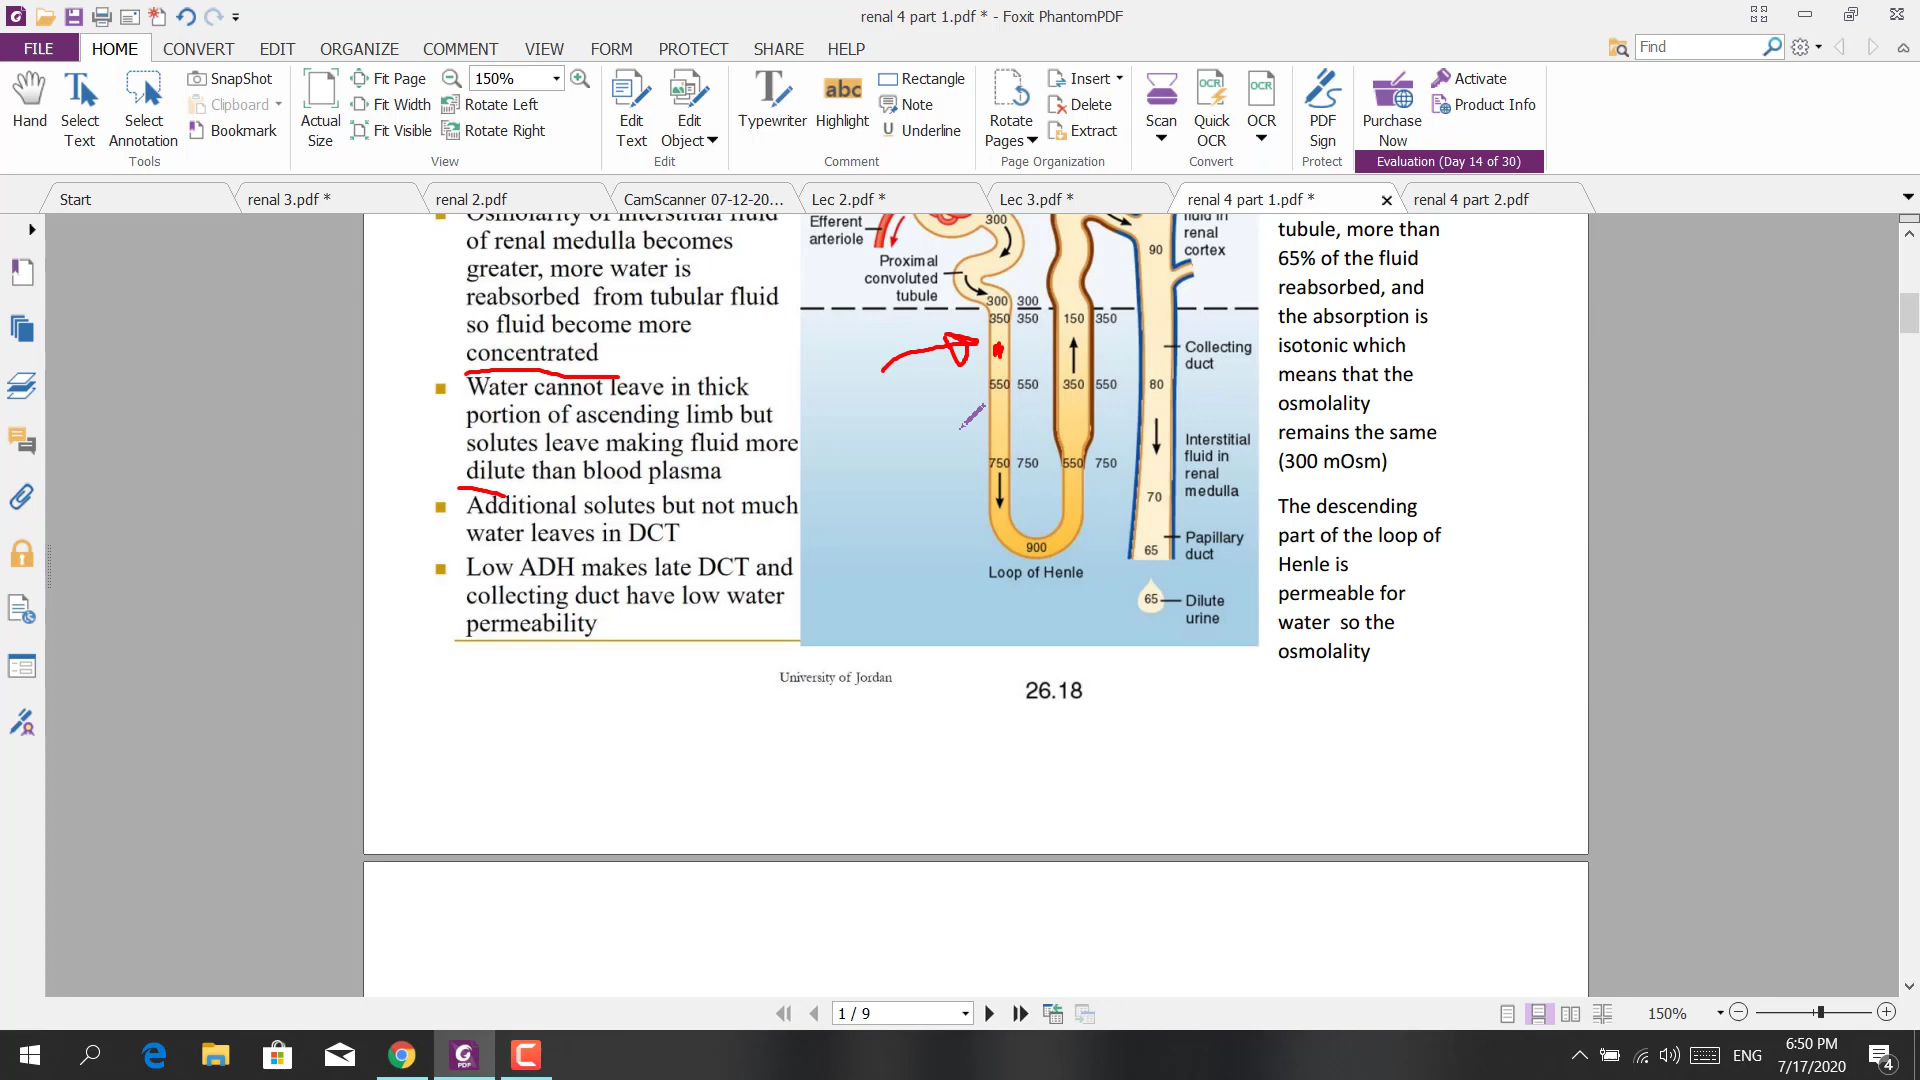 renal 4 part 1.pdf * - Foxit PhantomPDF
FILE HOME CONVERT EDIT ORGANIZE COMMENT VIEW FORM PROTECT SHARE HELP
Find
Hand
Select Text
Select Annotation
SnapShot
Clipboard
Bookmark
Tools
Actual Size
Fit Page
Fit Width
Fit Visible
150%
Rotate Left
Rotate Right
View
Edit Text
Edit Object
Edit
Typewriter
abc
Highlight
Rectangle
Note
Underline
Comment
Rotate Pages
Insert
Delete
Extract
Page Organization
Scan
OCR
Quick OCR
OCR
OCR
Convert
PDF Sign
Protect
Purchase Now
Activate
Product Info
Evaluation (Day 14 of 30)
Start
renal 3.pdf *
renal 2.pdf
CamScanner 07-12-20...
Lec 2.pdf *
Lec 3.pdf *
renal 4 part 1.pdf *
renal 4 part 2.pdf
Osmolarity of interstitial fluid
of renal medulla becomes
greater, more water is
reabsorbed from tubular fluid
so fluid become more
concentrated
Water cannot leave in thick
portion of ascending limb but
solutes leave making fluid more
dilute than blood plasma
Additional solutes but not much
water leaves in DCT
Low ADH makes late DCT and
collecting duct have low water
permeability
Efferent
arteriole
Proximal
convoluted
tubule
fluid in
renal
cortex
300
90
300 300
350 350 150 350
Collecting
duct
550 550 350 550 80
Interstitial
fluid in
renal
medulla
750 750 550 750
70
Papillary
duct
900
65
Loop of Henle
65
Dilute
urine
tubule, more than
65% of the fluid
reabsorbed, and
the absorption is
isotonic which
means that the
osmolality
remains the same
(300 mOsm)
The descending
part of the loop of
Henle is
permeable for
water so the
osmolality
University of Jordan
26.18
1 / 9
150%
PDF
ENG
6:50 PM
7/17/2020
4